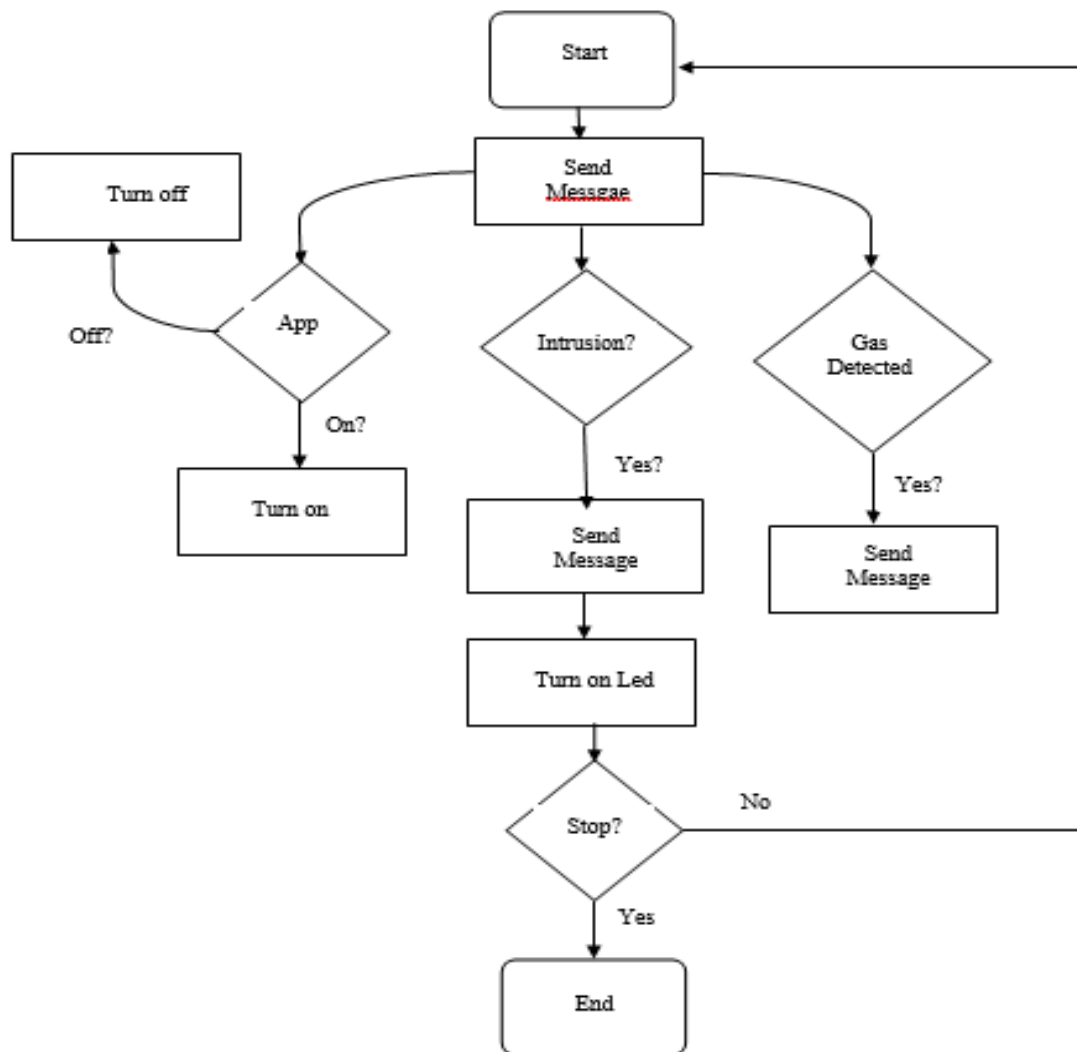 Start
Send
Messgae
Turn off
App
Off?
On?
Turn on
Intrusion?
Yes?
Send
Message
Turn on Led
Gas
Detected
Yes?
Send
Message
Stop?
No
Yes
End